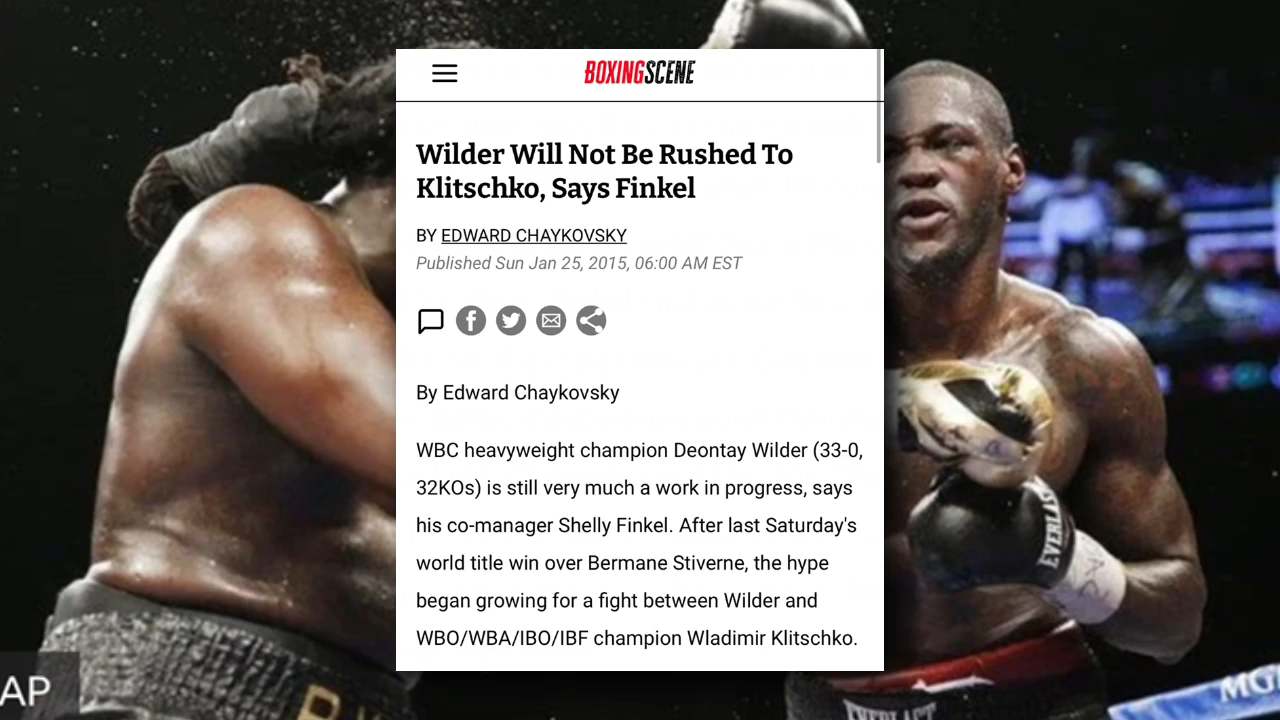 BOXINGSCENE
Wilder Will Not Be Rushed To
Klitschko, Says Finkel
BY EDWARD CHAYKOVSKY
Published Sun Jan 25, 2015, 06:00 AM EST
By Edward Chaykovsky
WBC heavyweight champion Deontay Wilder (33-0,
32KOs) is still very much a work in progress, says
his co-manager Shelly Finkel. After last Saturday's
world title win over Bermane Stiverne, the hype
began growing for a fight between Wilder and
WBO/WBA/IBO/IBF champion Wladimir Klitschko.
EVERLAST
AP
MG
EVERLAST